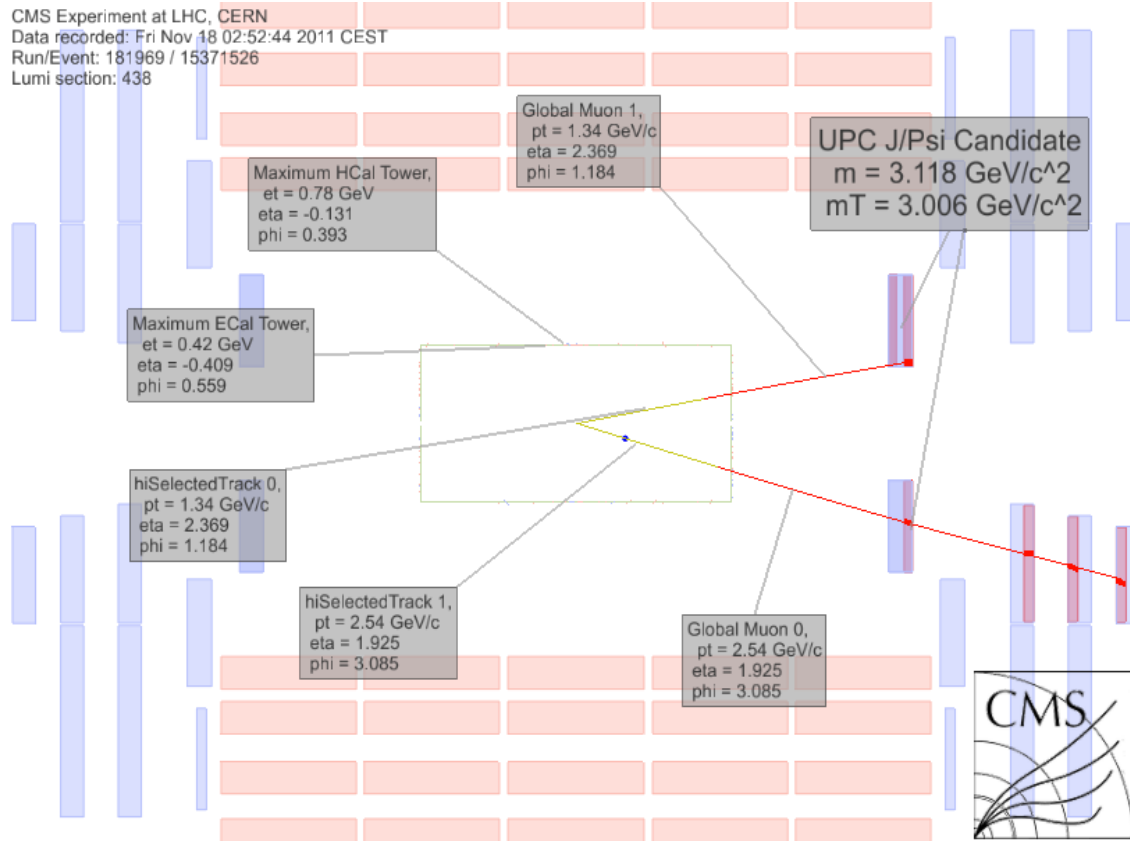 CMS Experiment at LHC, CERN
Data recorded: Fri Nov 18 02:52:44 2011 CEST
Run/Event: 181969 / 15371526
Lumi section: 438
Global Muon 1,
pt = 1.34 GeV/c
eta = 2.369
phi = 1.184
UPC J/Psi Candidate
m = 3.118 GeV/c^2
mT = 3.006 GeV/c^2
Maximum HCal Tower,
et = 0.78 GeV
eta = -0.131
phi = 0.393
Maximum ECal Tower,
et = 0.42 GeV
eta = -0.409
phi = 0.559
hiSelectedTrack 0,
pt = 1.34 GeV/c
eta = 2.369
phi = 1.184
hiSelectedTrack 1,
pt = 2.54 GeV/c
eta = 1.925
phi = 3.085
Global Muon 0,
pt = 2.54 GeV/c
eta = 1.925
phi = 3.085
CMS